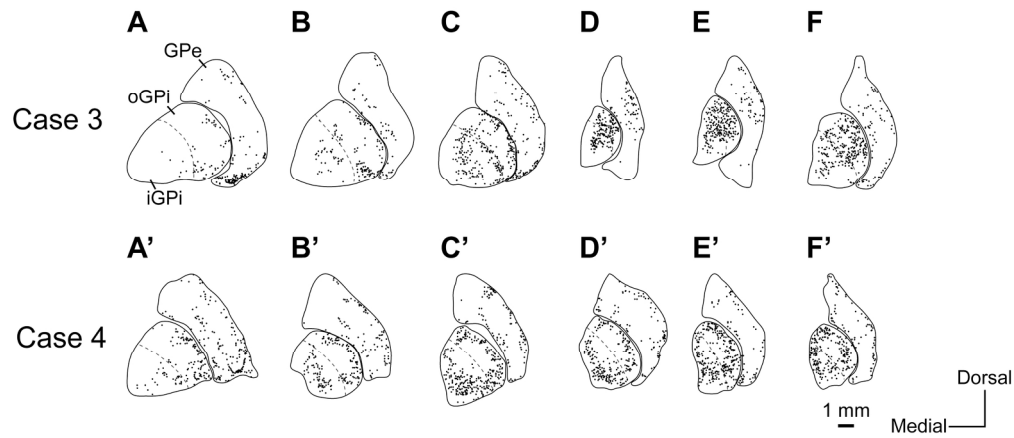 A B C D E F
GPe
oGPi
Case 3
iGPi
A’ B’ C’ D’ E’ F’
Case 4
Dorsal
1 mm
Medial